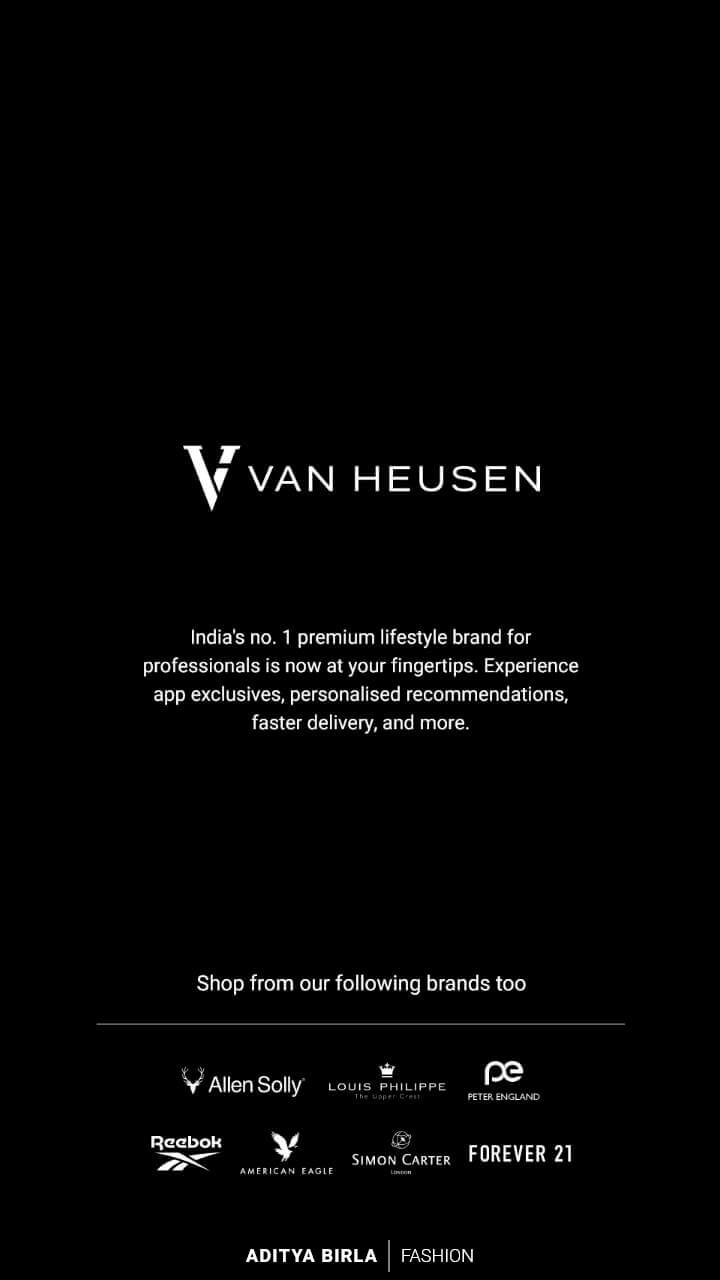 VAN HEUSEN
India's no. 1 premium lifestyle brand for
professionals is now at your fingertips. Experience
app exclusives, personalised recommendations,
faster delivery, and more.
Shop from our following brands too
Allen Solly
LOUIS PHILIPPE
The Upper Crest
pe
PETER ENGLAND
Reebok
AMERICAN EAGLE
SIMON CARTER
LONDON
FOREVER 21
ADITYA BIRLA | FASHION